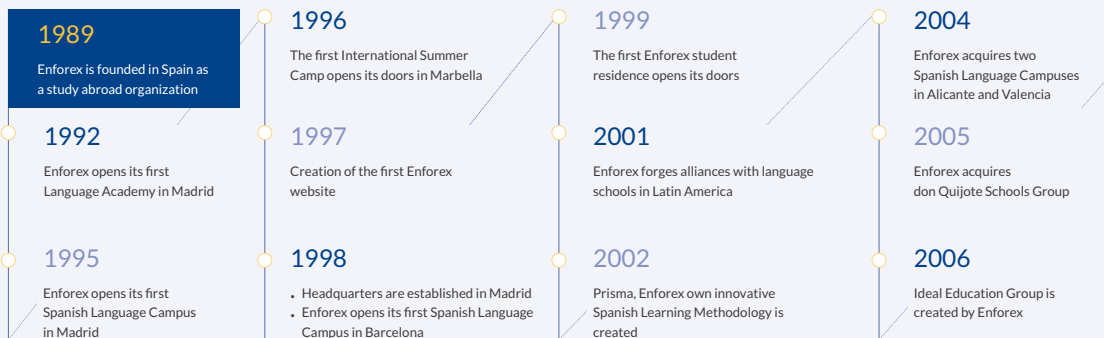 1989
Enforex is founded in Spain as
a study abroad organization
1992
Enforex opens its first
Language Academy in Madrid
1995
Enforex opens its first
Spanish Language Campus
in Madrid
1996
The first International Summer
Camp opens its doors in Marbella
1997
Creation of the first Enforex
website
1998
• Headquarters are established in Madrid
• Enforex opens its first Spanish Language
Campus in Barcelona
1999
The first Enforex student
residence opens its doors
2001
Enforex forges alliances with language
schools in Latin America
2002
Prisma, Enforex own innovative
Spanish Learning Methodology is
created
2004
Enforex acquires two
Spanish Language Campuses
in Alicante and Valencia
2005
Enforex acquires
don Quijote Schools Group
2006
Ideal Education Group is
created by Enforex